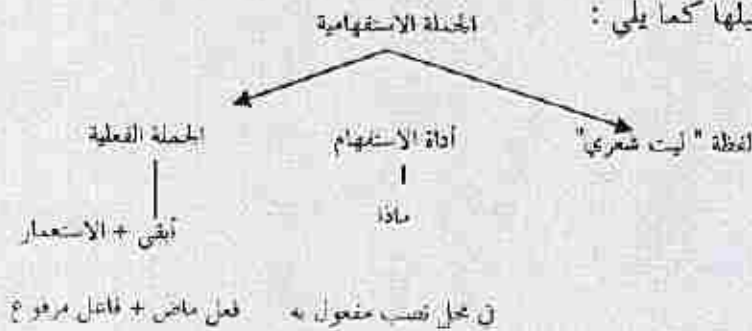 يلها كما يلي :
الجملة الاستفهامية
لفظة " ليت شعري" أداة الاستفهام الجملة الفعلية
ماذا أبقى + الاستعمار
في محل نصب مفعول به فعل ماض + فاعل مرفوع